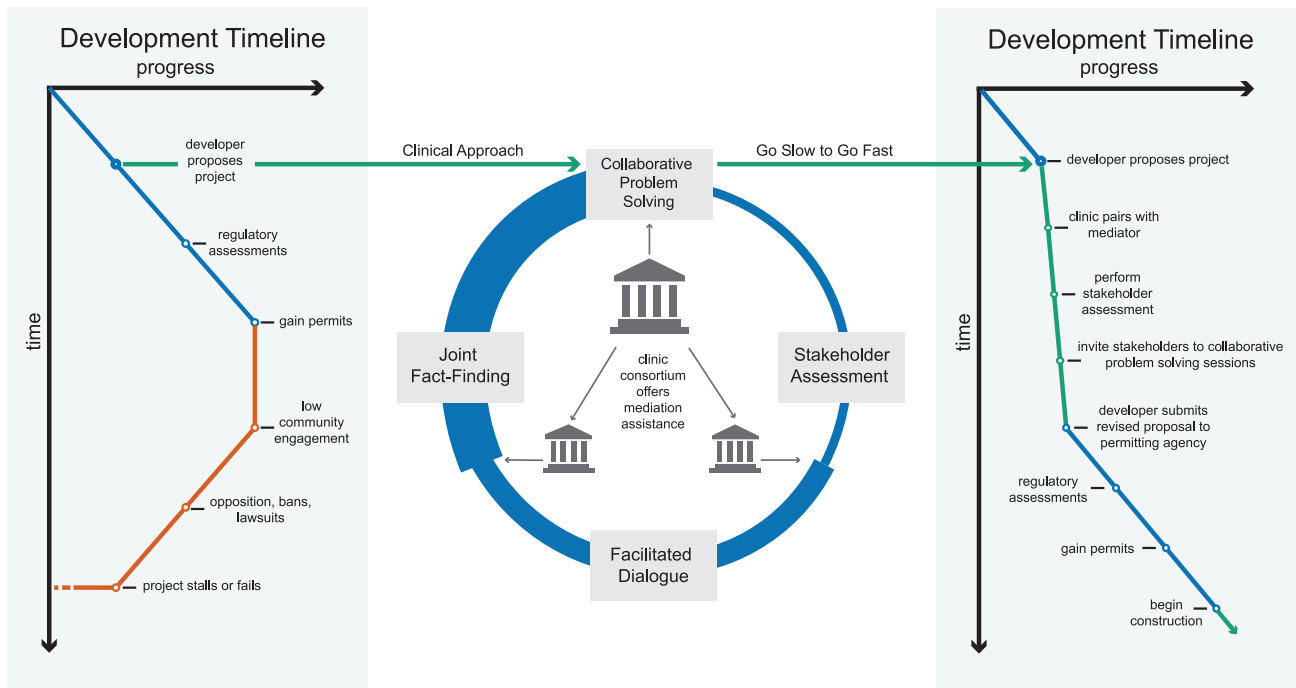 Development Timeline
progress
time
developer
proposes
project
regulatory
assessments
gain permits
low
community
engagement
opposition, bans,
lawsuits
project stalls or fails
Clinical Approach
Go Slow to Go Fast
Collaborative
Problem
Solving
Joint
Fact-Finding
clinic
consortium
offers
mediation
assistance
Stakeholder
Assessment
Facilitated
Dialogue
Development Timeline
progress
time
developer proposes project
clinic pairs with
mediator
perform
stakeholder
assessment
invite stakeholders to collaborative
problem solving sessions
developer submits
revised proposal to
permitting agency
regulatory
assessments
gain permits
begin
construction